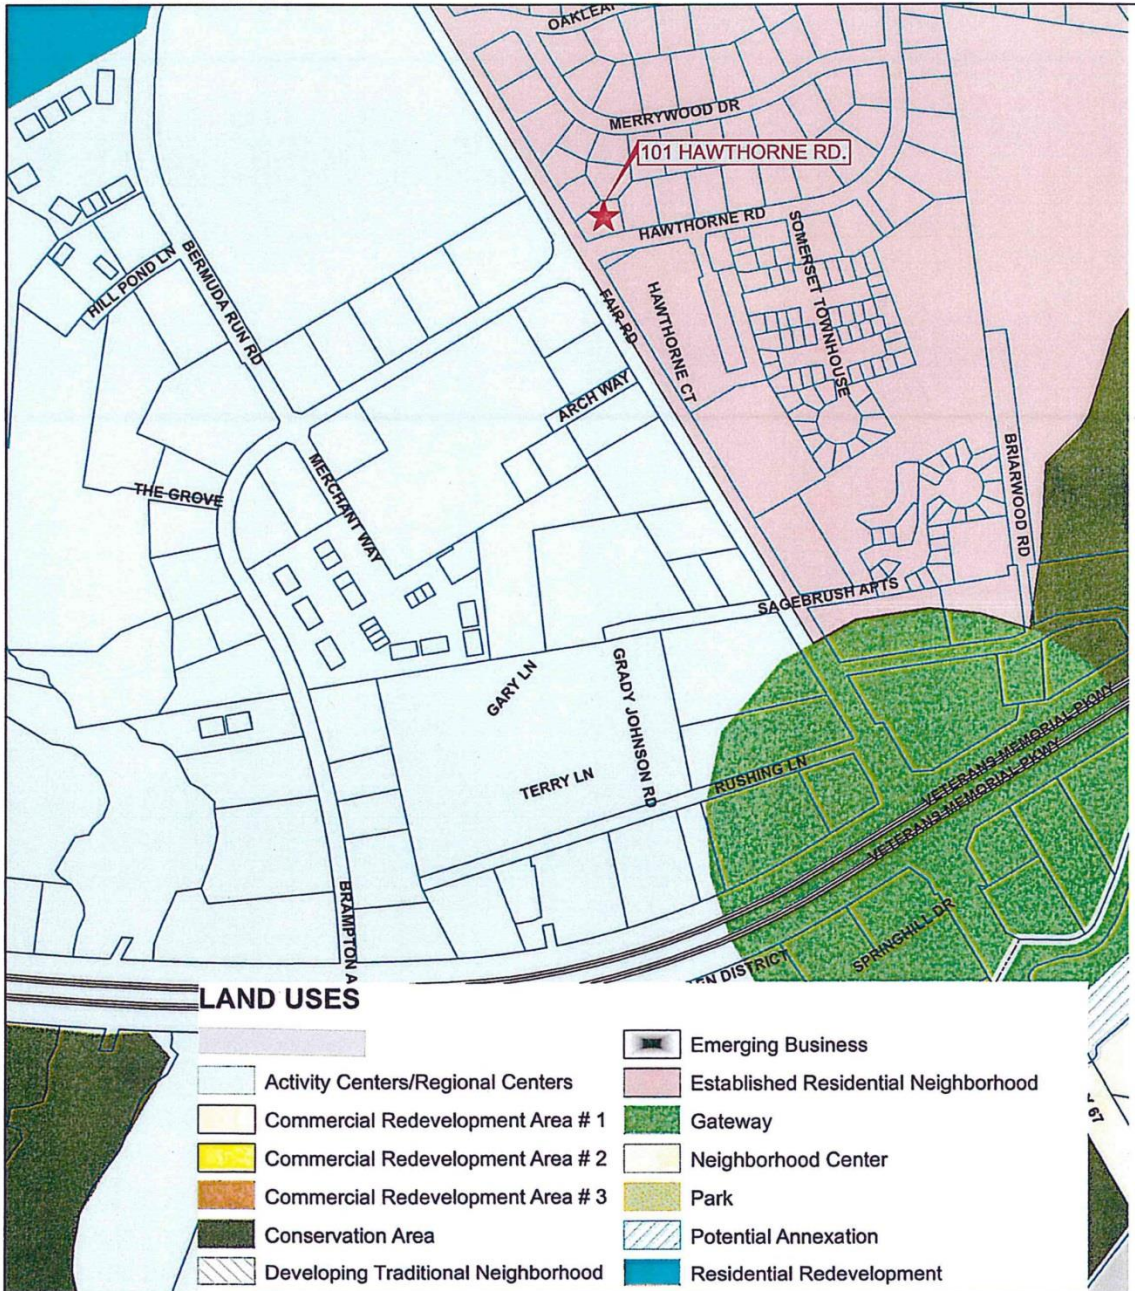 OAKLEAF
MERRYWOOD DR
101 HAWTHORNE RD.
HAWTHORNE RD
SOMERSET TOWNHOUSE
BERMUDA RUN RD
HILL POND LN
FAIR RD
HAWTHORNE CT
ARCH WAY
BRIARWOOD RD
MERCHANT WAY
THE GROVE
SAGEBRUSH APTS
GARY LN
GRADY JOHNSON RD
VETERANS MEMORIAL PKWY
VETERANS MEMORIAL PKWY
TERRY LN
RUSHING LN
BRAMPTON A
SPRINGHILL DR
EN DISTRICT
67
LAND USES
Activity Centers/Regional Centers
Commercial Redevelopment Area # 1
Commercial Redevelopment Area # 2
Commercial Redevelopment Area # 3
Conservation Area
Developing Traditional Neighborhood
Emerging Business
Established Residential Neighborhood
Gateway
Neighborhood Center
Park
Potential Annexation
Residential Redevelopment